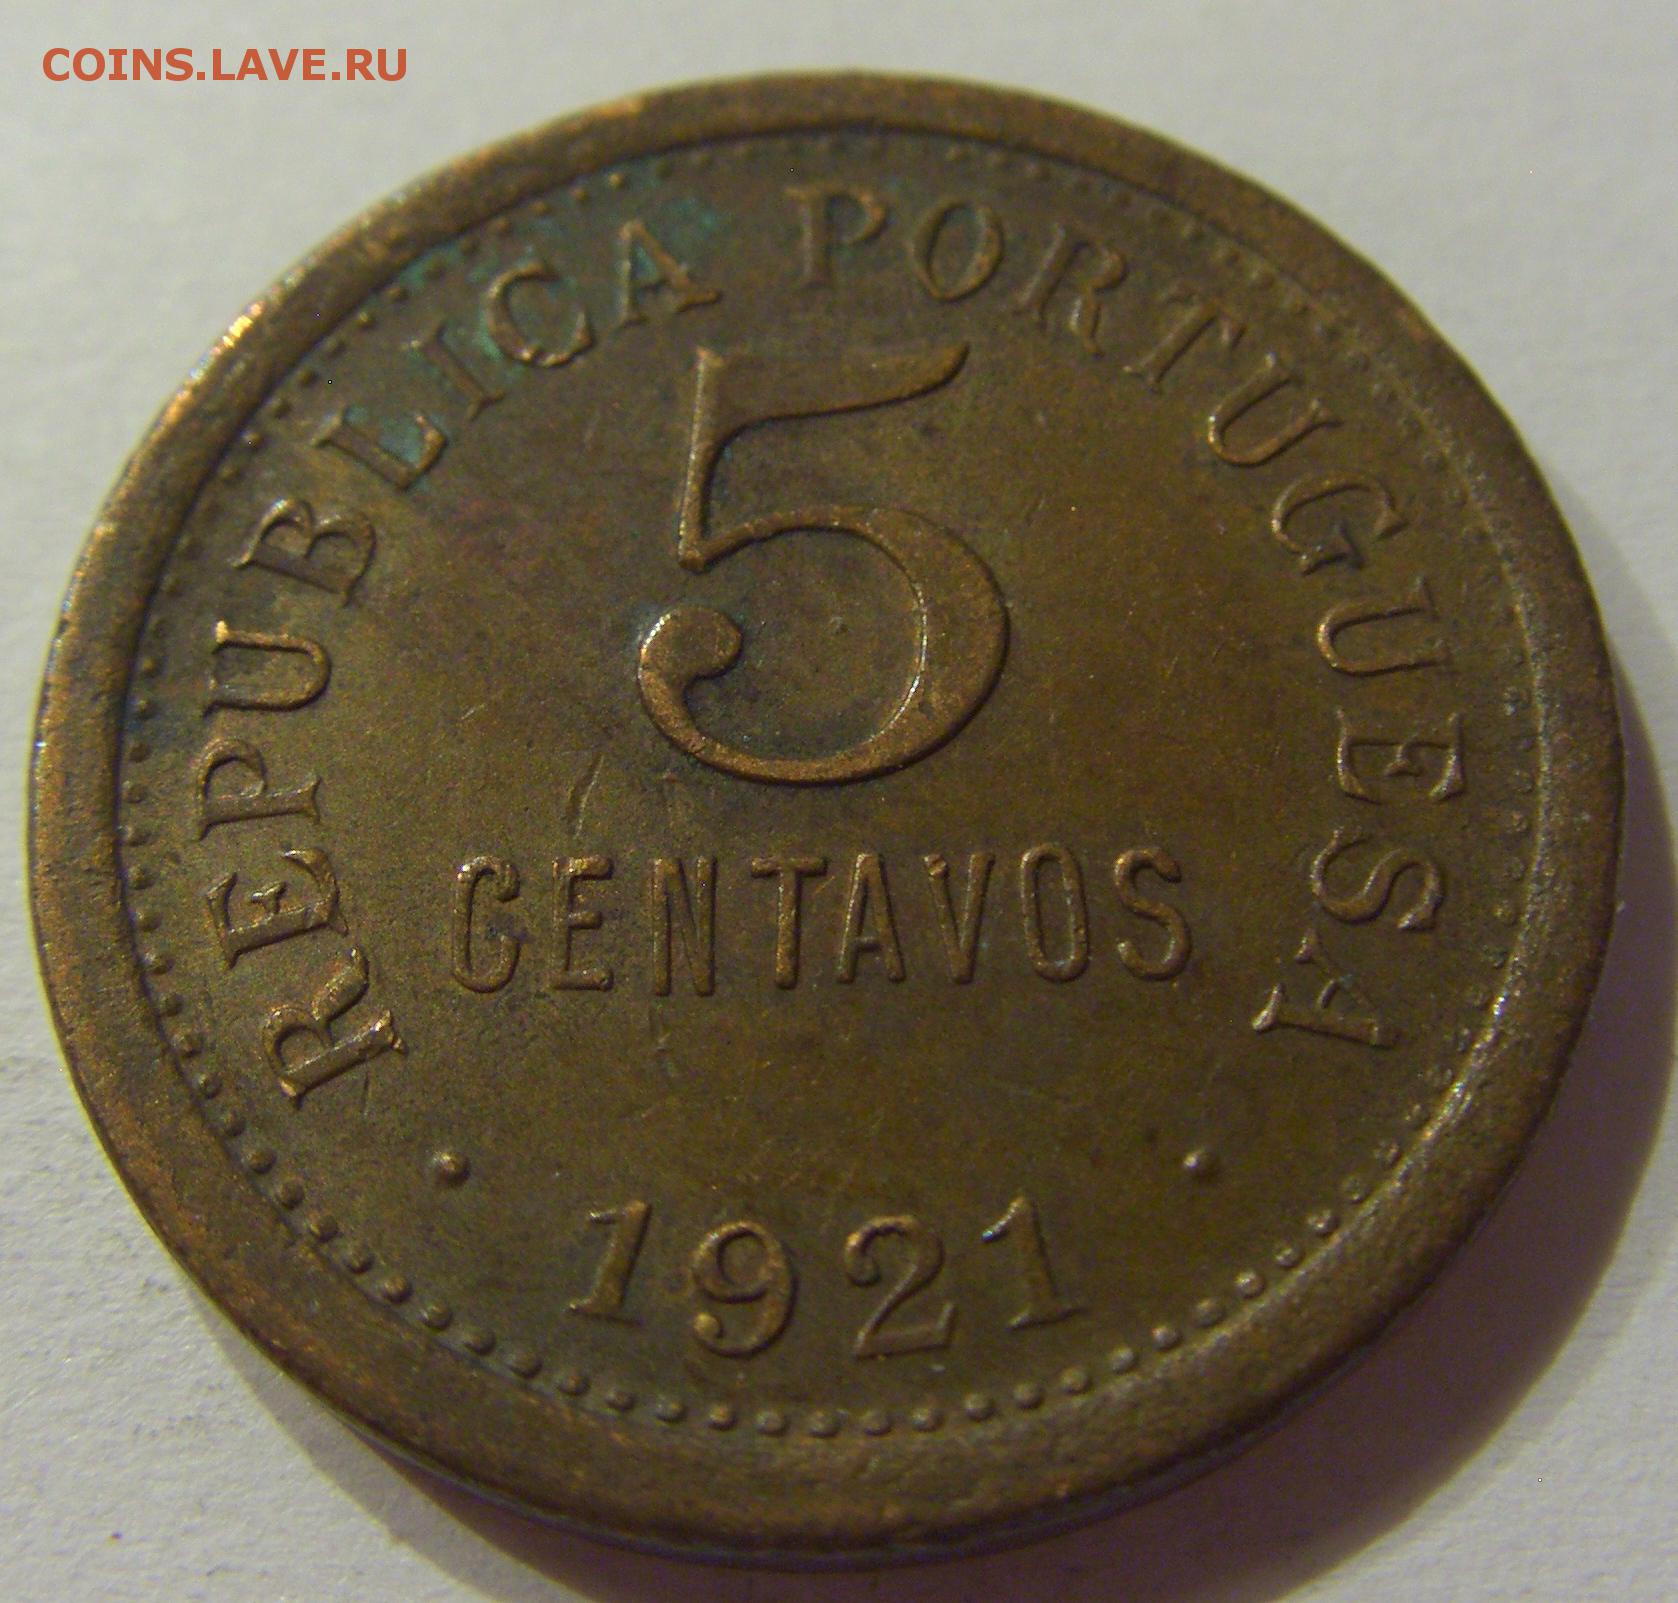 COINS.LAVE.RU
REPUBLICA PORTUGUESA
5
CENTAVOS
· 1921 ·